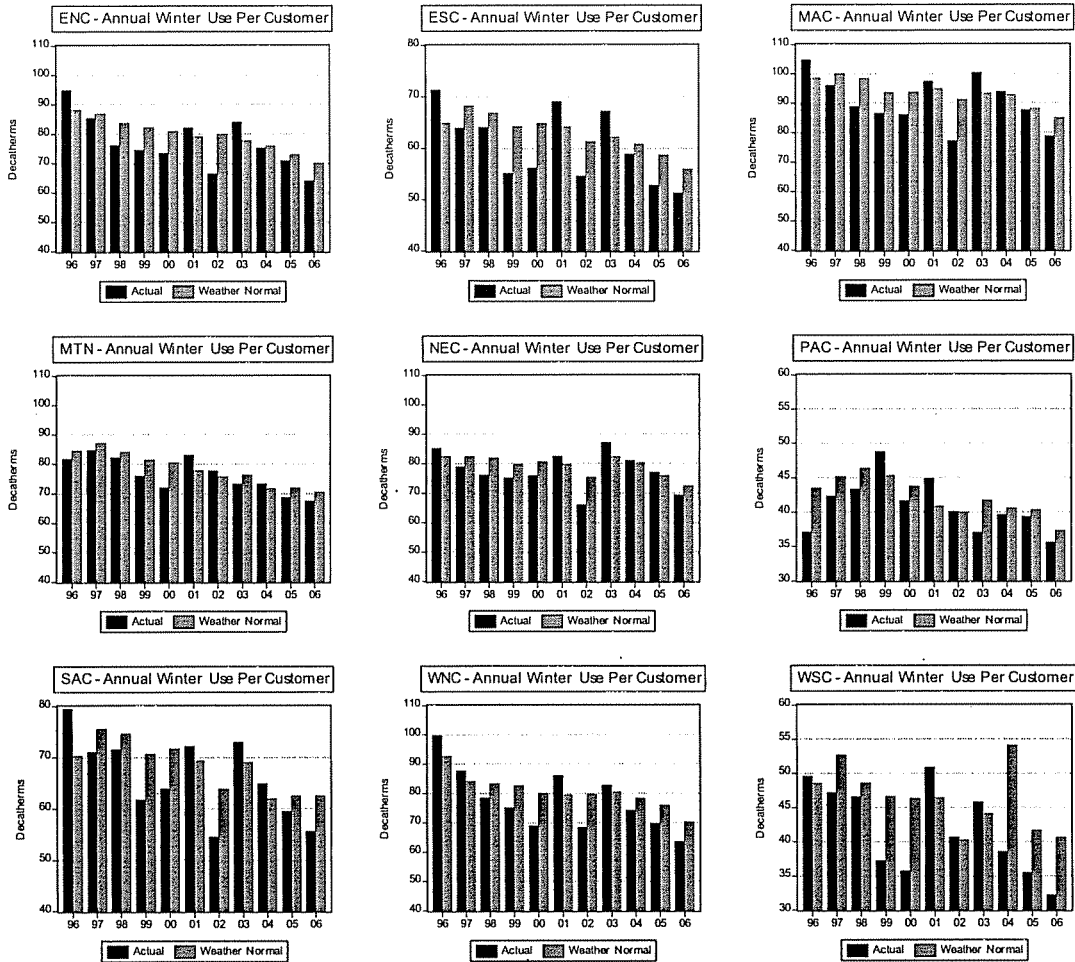 ENC - Annual Winter Use Per Customer
110
100
90
80
70
60
50
40
Decatherms
96 97 98 99 00 01 02 03 04 05 06
Actual Weather Normal
ESC - Annual Winter Use Per Customer
80
70
60
50
40
Decatherms
96 97 98 99 00 01 02 03 04 05 06
Actual Weather Normal
MAC - Annual Winter Use Per Customer
110
100
90
80
70
60
50
40
Decatherms
96 97 98 99 00 01 02 03 04 05 06
Actual Weather Normal
MTN - Annual Winter Use Per Customer
110
100
90
80
70
60
50
40
Decatherms
96 97 98 99 00 01 02 03 04 05 06
Actual Weather Normal
NEC - Annual Winter Use Per Customer
110
100
90
80
70
60
50
40
Decatherms
96 97 98 99 00 01 02 03 04 05 06
Actual Weather Normal
PAC - Annual Winter Use Per Customer
60
55
50
45
40
35
30
Decatherms
96 97 98 99 00 01 02 03 04 05 06
Actual Weather Normal
SAC - Annual Winter Use Per Customer
80
70
60
50
40
Decatherms
96 97 98 99 00 01 02 03 04 05 06
Actual Weather Normal
WNC - Annual Winter Use Per Customer
110
100
90
80
70
60
50
40
Decatherms
96 97 98 99 00 01 02 03 04 05 06
Actual Weather Normal
WSC - Annual Winter Use Per Customer
60
55
50
45
40
35
30
Decatherms
96 97 98 99 00 01 02 03 04 05 06
Actual Weather Normal